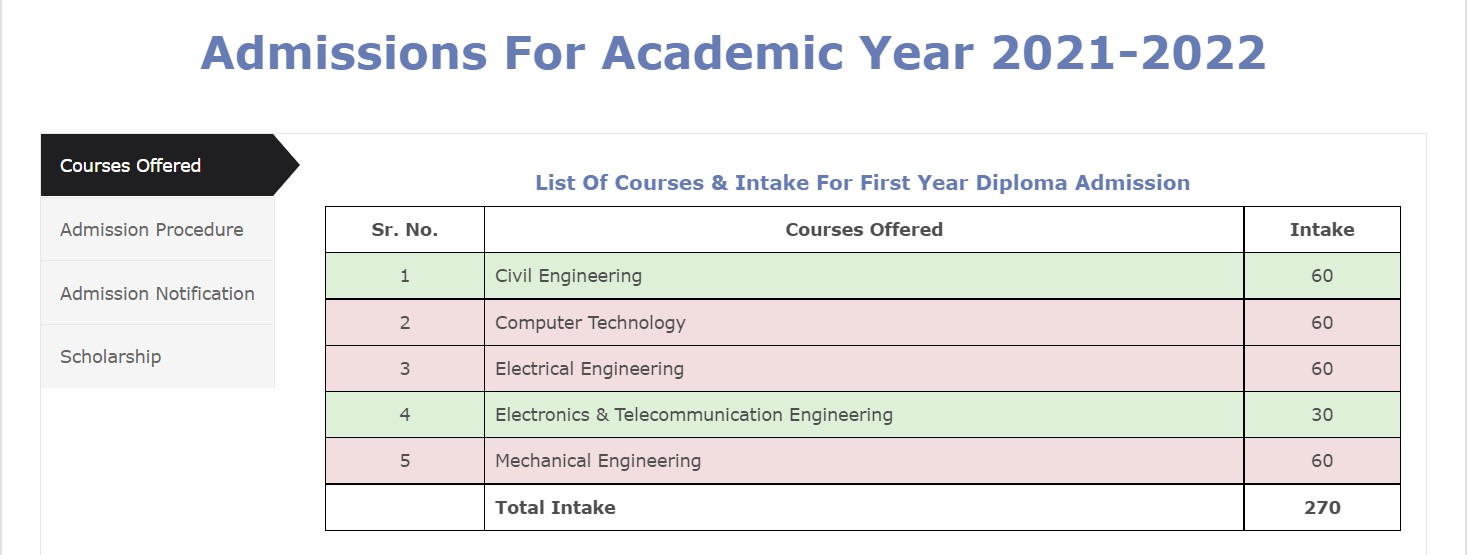 Admissions For Academic Year 2021-2022
Courses Offered
Admission Procedure
Admission Notification
Scholarship
List Of Courses & Intake For First Year Diploma Admission
Sr. No. Courses Offered Intake
1 Civil Engineering 60
2 Computer Technology 60
3 Electrical Engineering 60
4 Electronics & Telecommunication Engineering 30
5 Mechanical Engineering 60
Total Intake 270